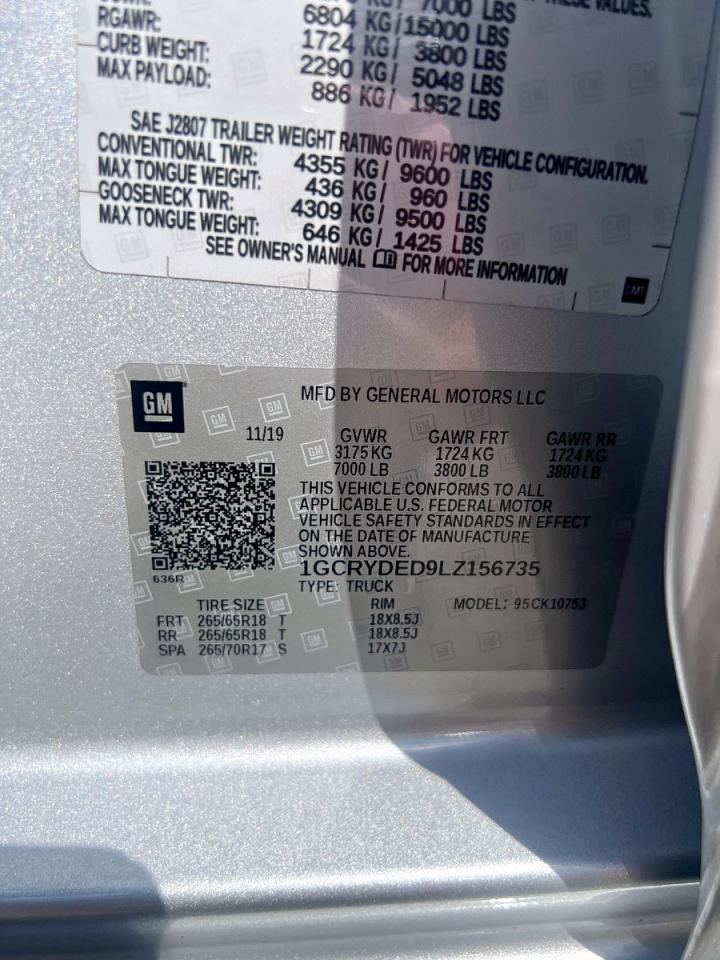 THESE VALUES.
KG/ 7000 LBS
6804 KG/15000 LBS
RGAWR: 1724 KG/ 3800 LBS
CURB WEIGHT: 2290 KG/ 5048 LBS
MAX PAYLOAD: 886 KG/ 1952 LBS
SAE J2807 TRAILER WEIGHT RATING (TWR) FOR VEHICLE CONFIGURATION.
CONVENTIONAL TWR: 4355 KG/ 9600 LBS
MAX TONGUE WEIGHT: 436 KG/ 960 LBS
GOOSENECK TWR: 4309 KG/ 9500 LBS
MAX TONGUE WEIGHT: 646 KG/ 1425 LBS
SEE OWNER'S MANUAL FOR MORE INFORMATION
GM
MFD BY GENERAL MOTORS LLC
11/19 GVWR GAWR FRT GAWR RR
3175 KG 1724 KG 1724 KG
7000 LB 3800 LB 3800 LB
THIS VEHICLE CONFORMS TO ALL
APPLICABLE U.S. FEDERAL MOTOR
VEHICLE SAFETY STANDARDS IN EFFECT
ON THE DATE OF MANUFACTURE
SHOWN ABOVE.
1GCRYDED9LZ156735
636R
TYPE: TRUCK
TIRE SIZE RIM MODEL: 95CK10753
FRT 265/65R18 T 18X8.5J
RR 265/65R18 T 18X8.5J
SPA 265/70R17 S 17X7J